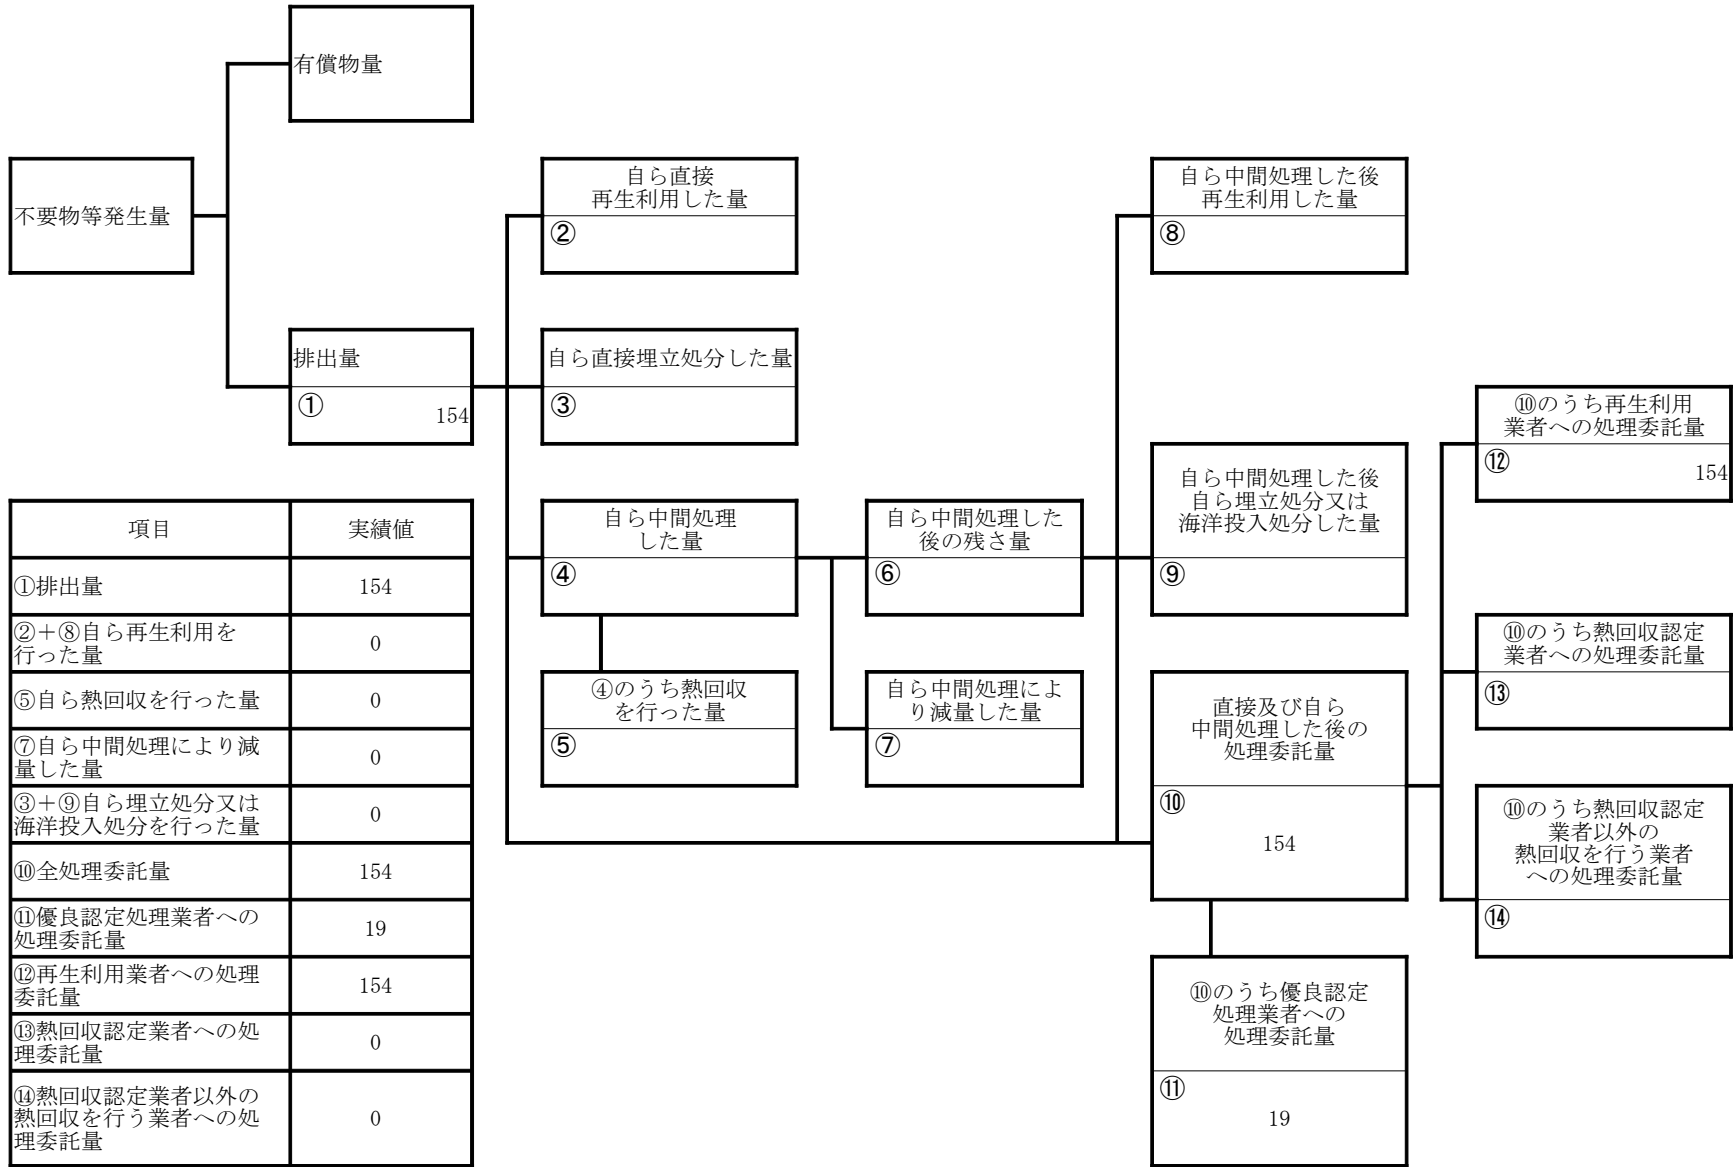 有償物量
不要物等発生量
排出量
①
154
自ら直接
再生利用した量
②
自ら直接埋立処分した量
③
自ら中間処理
した量
④
④のうち熱回収
を行った量
⑤
自ら中間処理した
後の残さ量
⑥
自ら中間処理によ
り減量した量
⑦
自ら中間処理した後
再生利用した量
⑧
自ら中間処理した後
自ら埋立処分又は
海洋投入処分した量
⑨
直接及び自ら
中間処理した後の
処理委託量
⑩
154
⑩のうち優良認定
処理業者への
処理委託量
⑪
19
⑩のうち再生利用
業者への処理委託量
⑫
154
⑩のうち熱回収認定
業者への処理委託量
⑬
⑩のうち熱回収認定
業者以外の
熱回収を行う業者
への処理委託量
⑭
項目
実績値
①排出量
154
②+⑧自ら再生利用を
行った量
0
⑤自ら熱回収を行った量
0
⑦自ら中間処理により減
量した量
0
③+⑨自ら埋立処分又は
海洋投入処分を行った量
0
⑩全処理委託量
154
⑪優良認定処理業者への
処理委託量
19
⑫再生利用業者への処理
委託量
154
⑬熱回収認定業者への処
理委託量
0
⑭熱回収認定業者以外の
熱回収を行う業者への処
理委託量
0